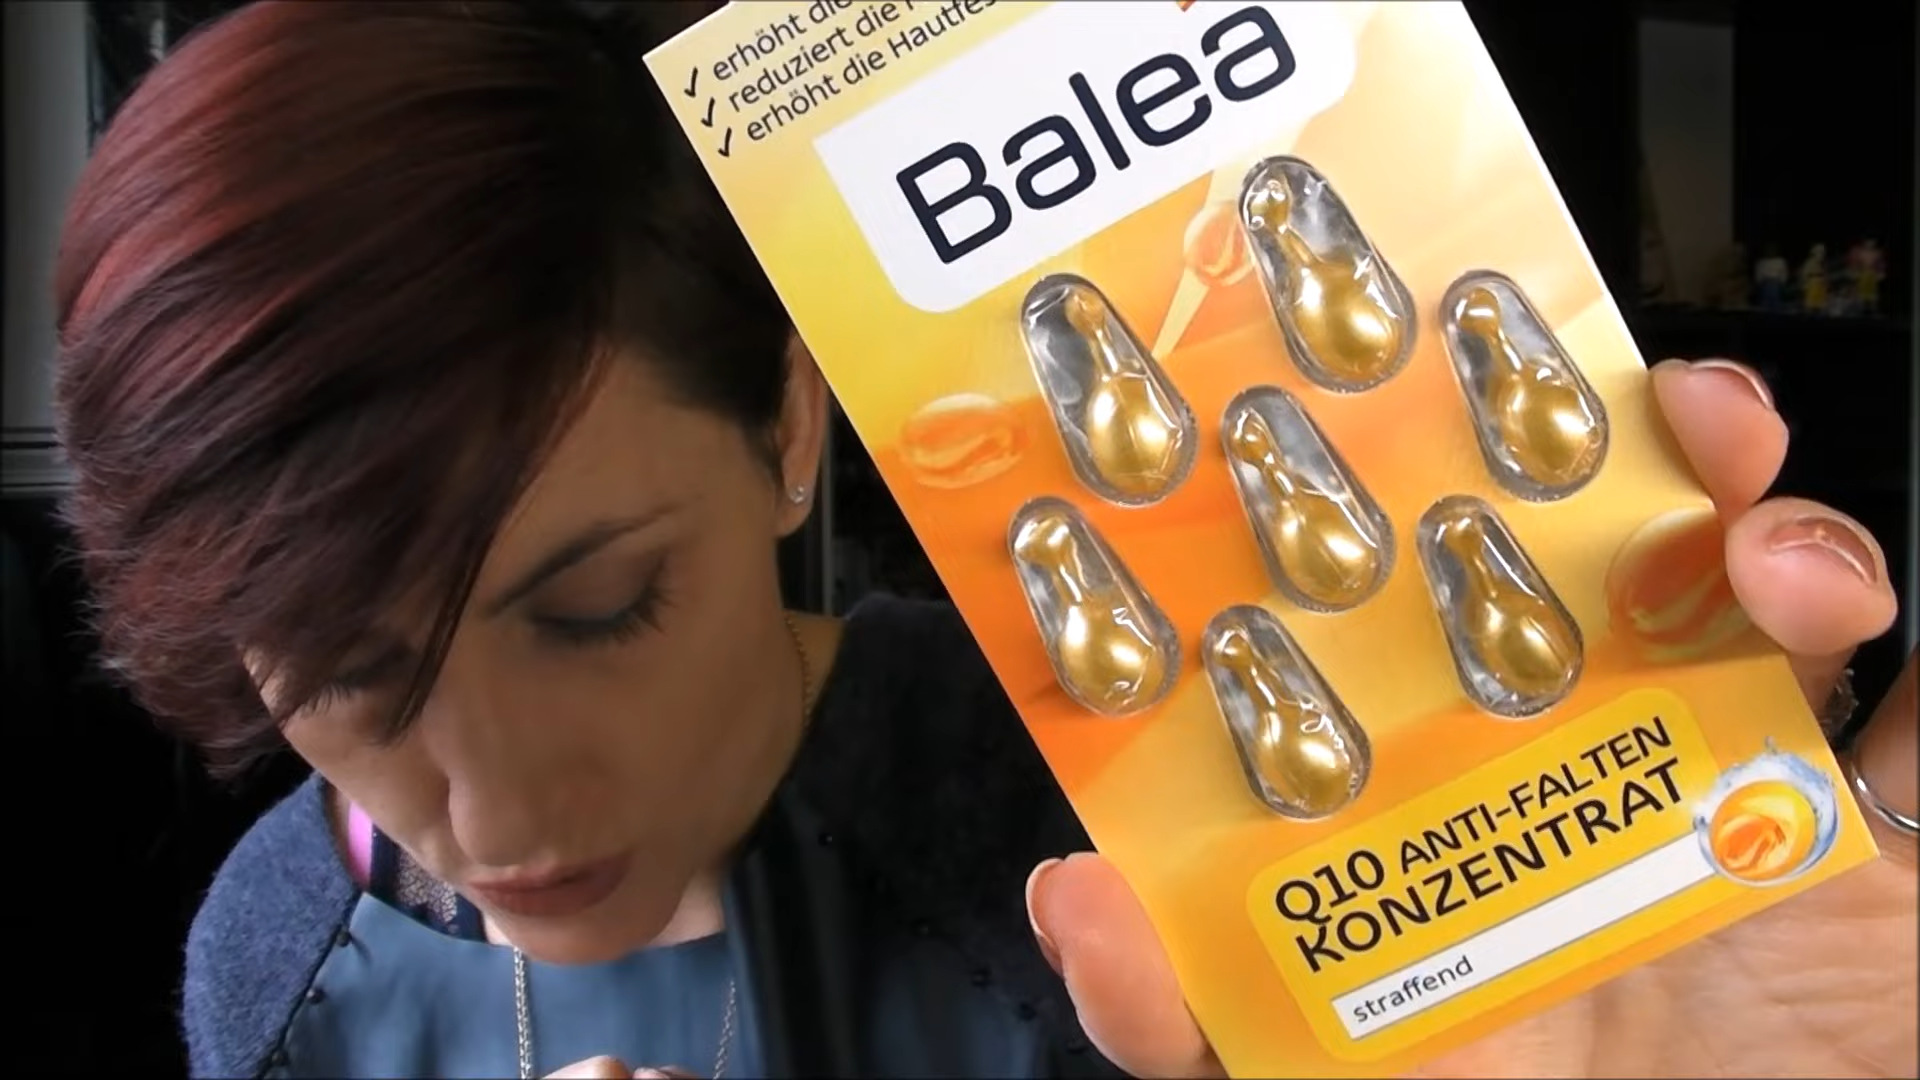 erhöht die
reduziert die
erhöht die
Balea
Q10 ANTI-FALTEN
KONZENTRAT
straffend